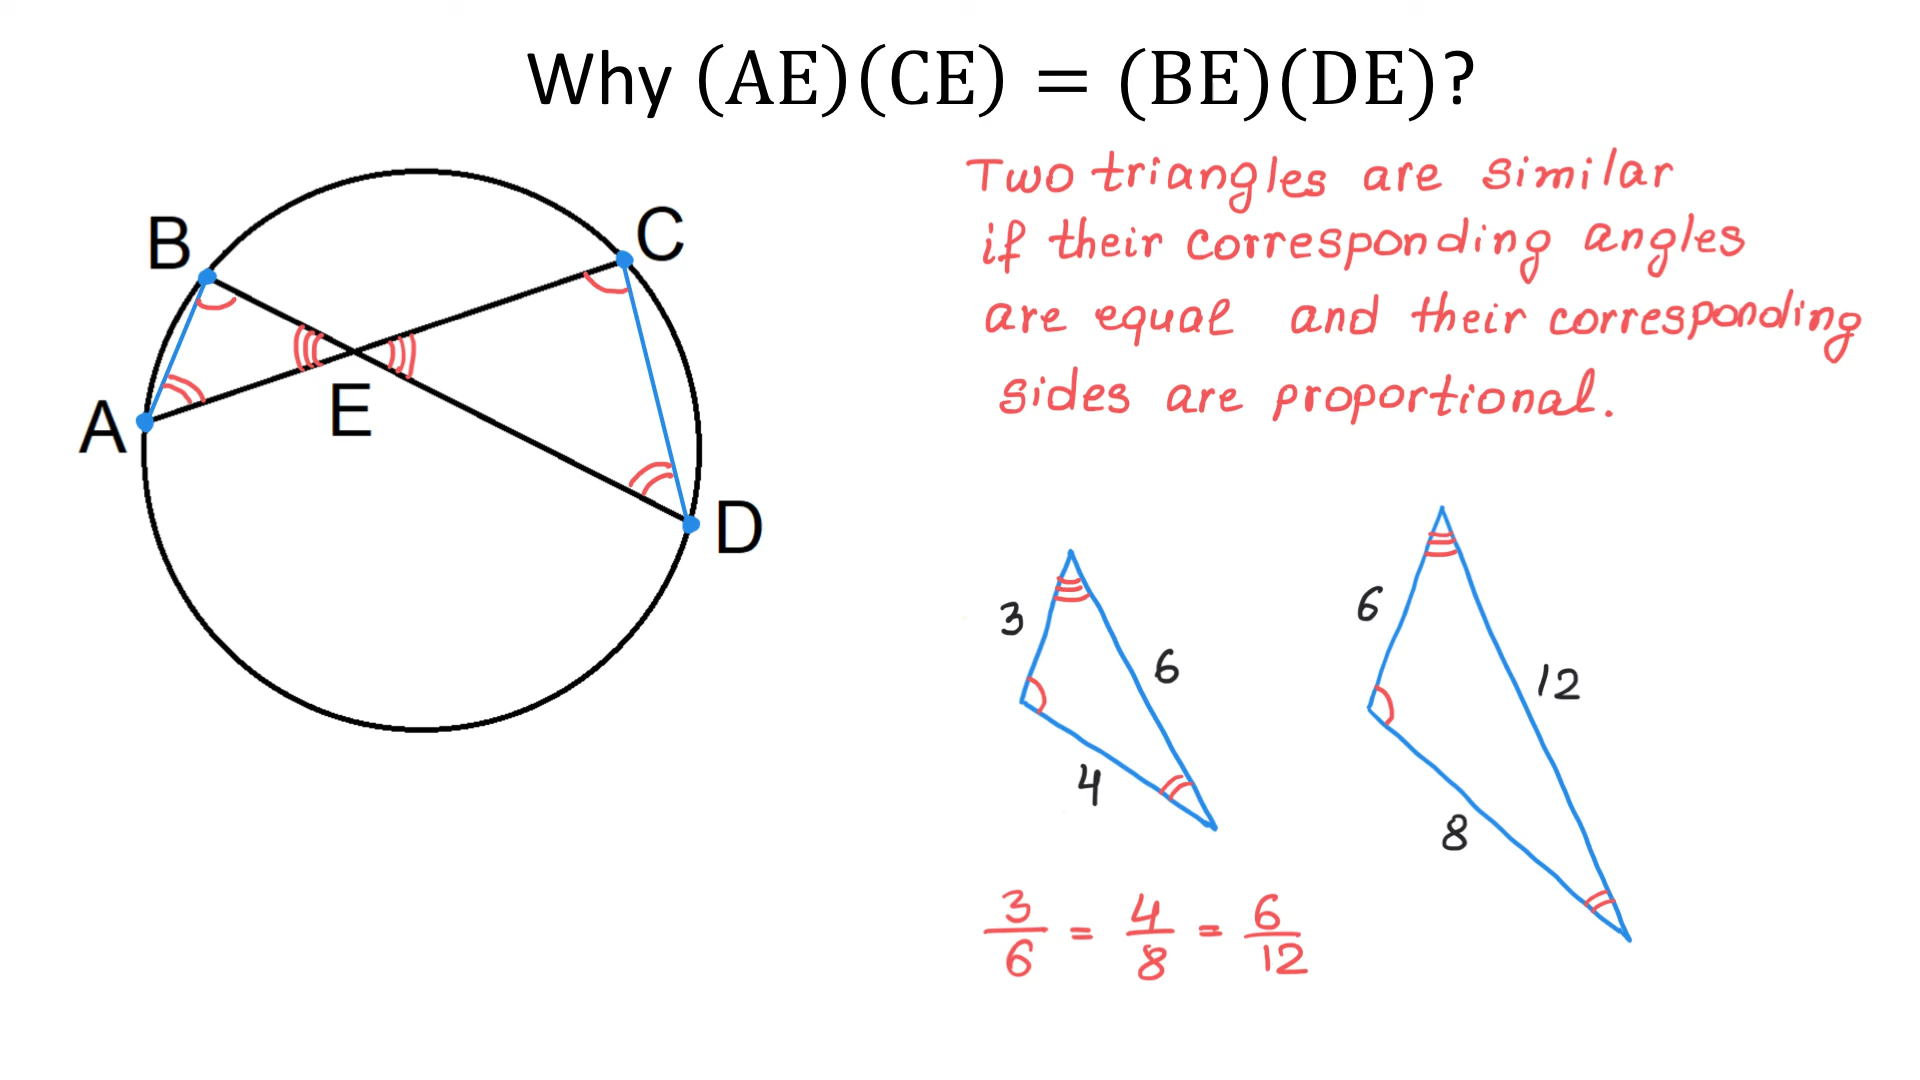 Why (AE)(CE) = (BE)(DE)?
Two triangles are similar
if their corresponding angles
are equal and their corresponding
sides are proportional.
B
C
A
E
D
3
6
4
6
12
8
3/6 = 4/8 = 6/12